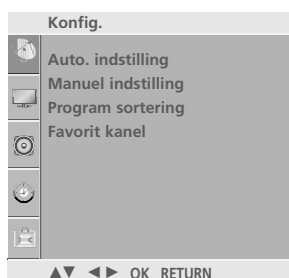 Konfig.
Auto. indstilling
Manuel indstilling
Program sortering
Favorit kanel
▲▼ ◄► OK RETURN